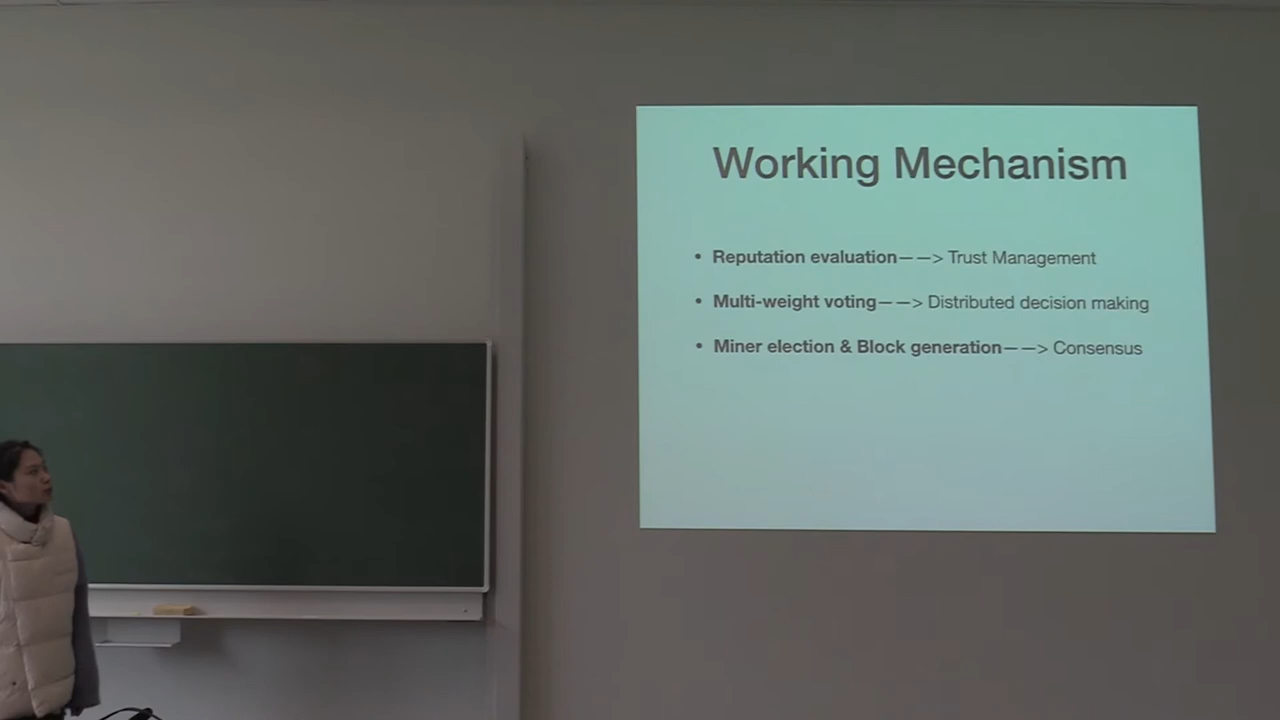 Working Mechanism
• Reputation evaluation——> Trust Management
• Multi-weight voting——> Distributed decision making
• Miner election & Block generation——> Consensus